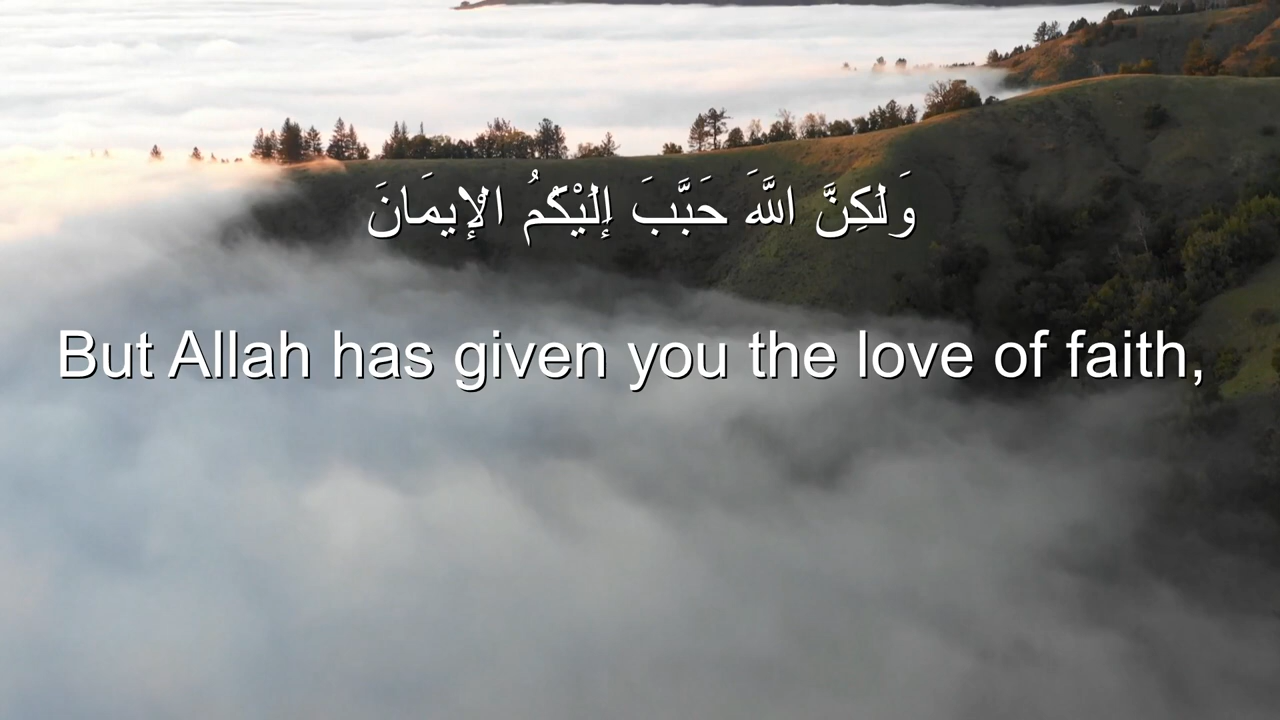 وَلَٰكِنَّ اللَّهَ حَبَّبَ إِلَيْكُمُ الْإِيمَانَ
But Allah has given you the love of faith,